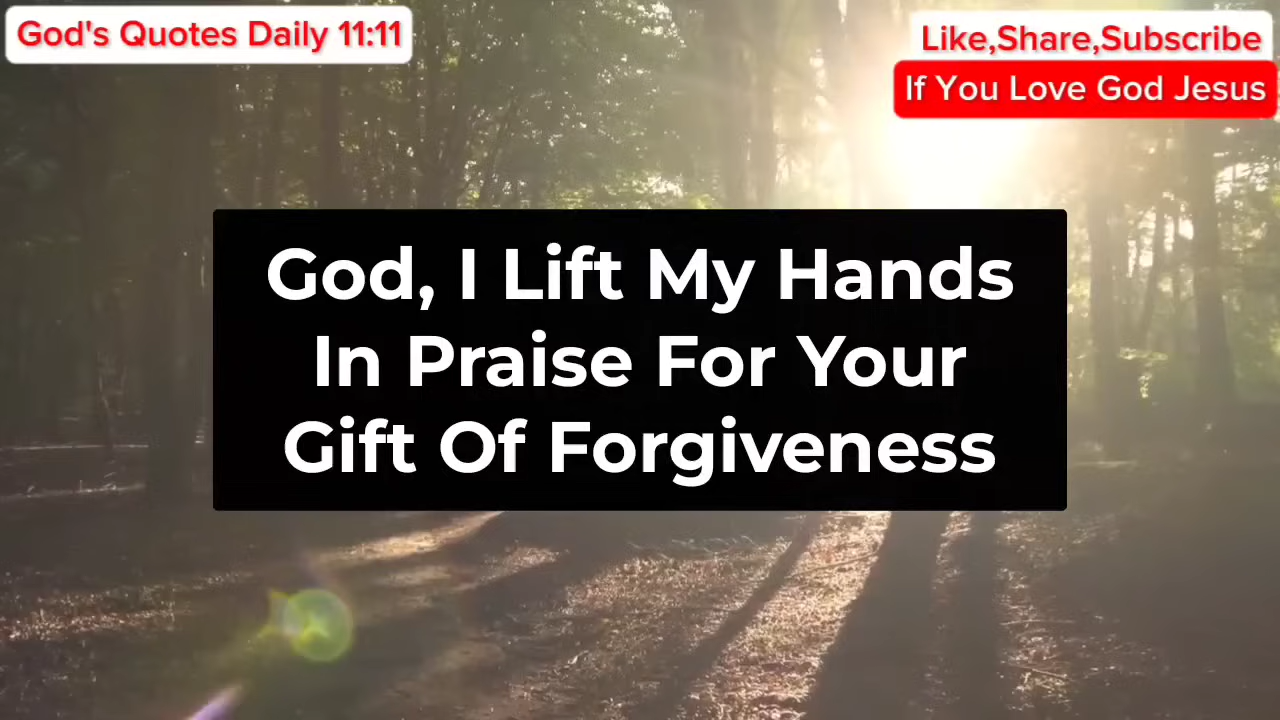 God's Quotes Daily 11:11
Like,Share,Subscribe
If You Love God Jesus
God, I Lift My Hands
In Praise For Your
Gift Of Forgiveness